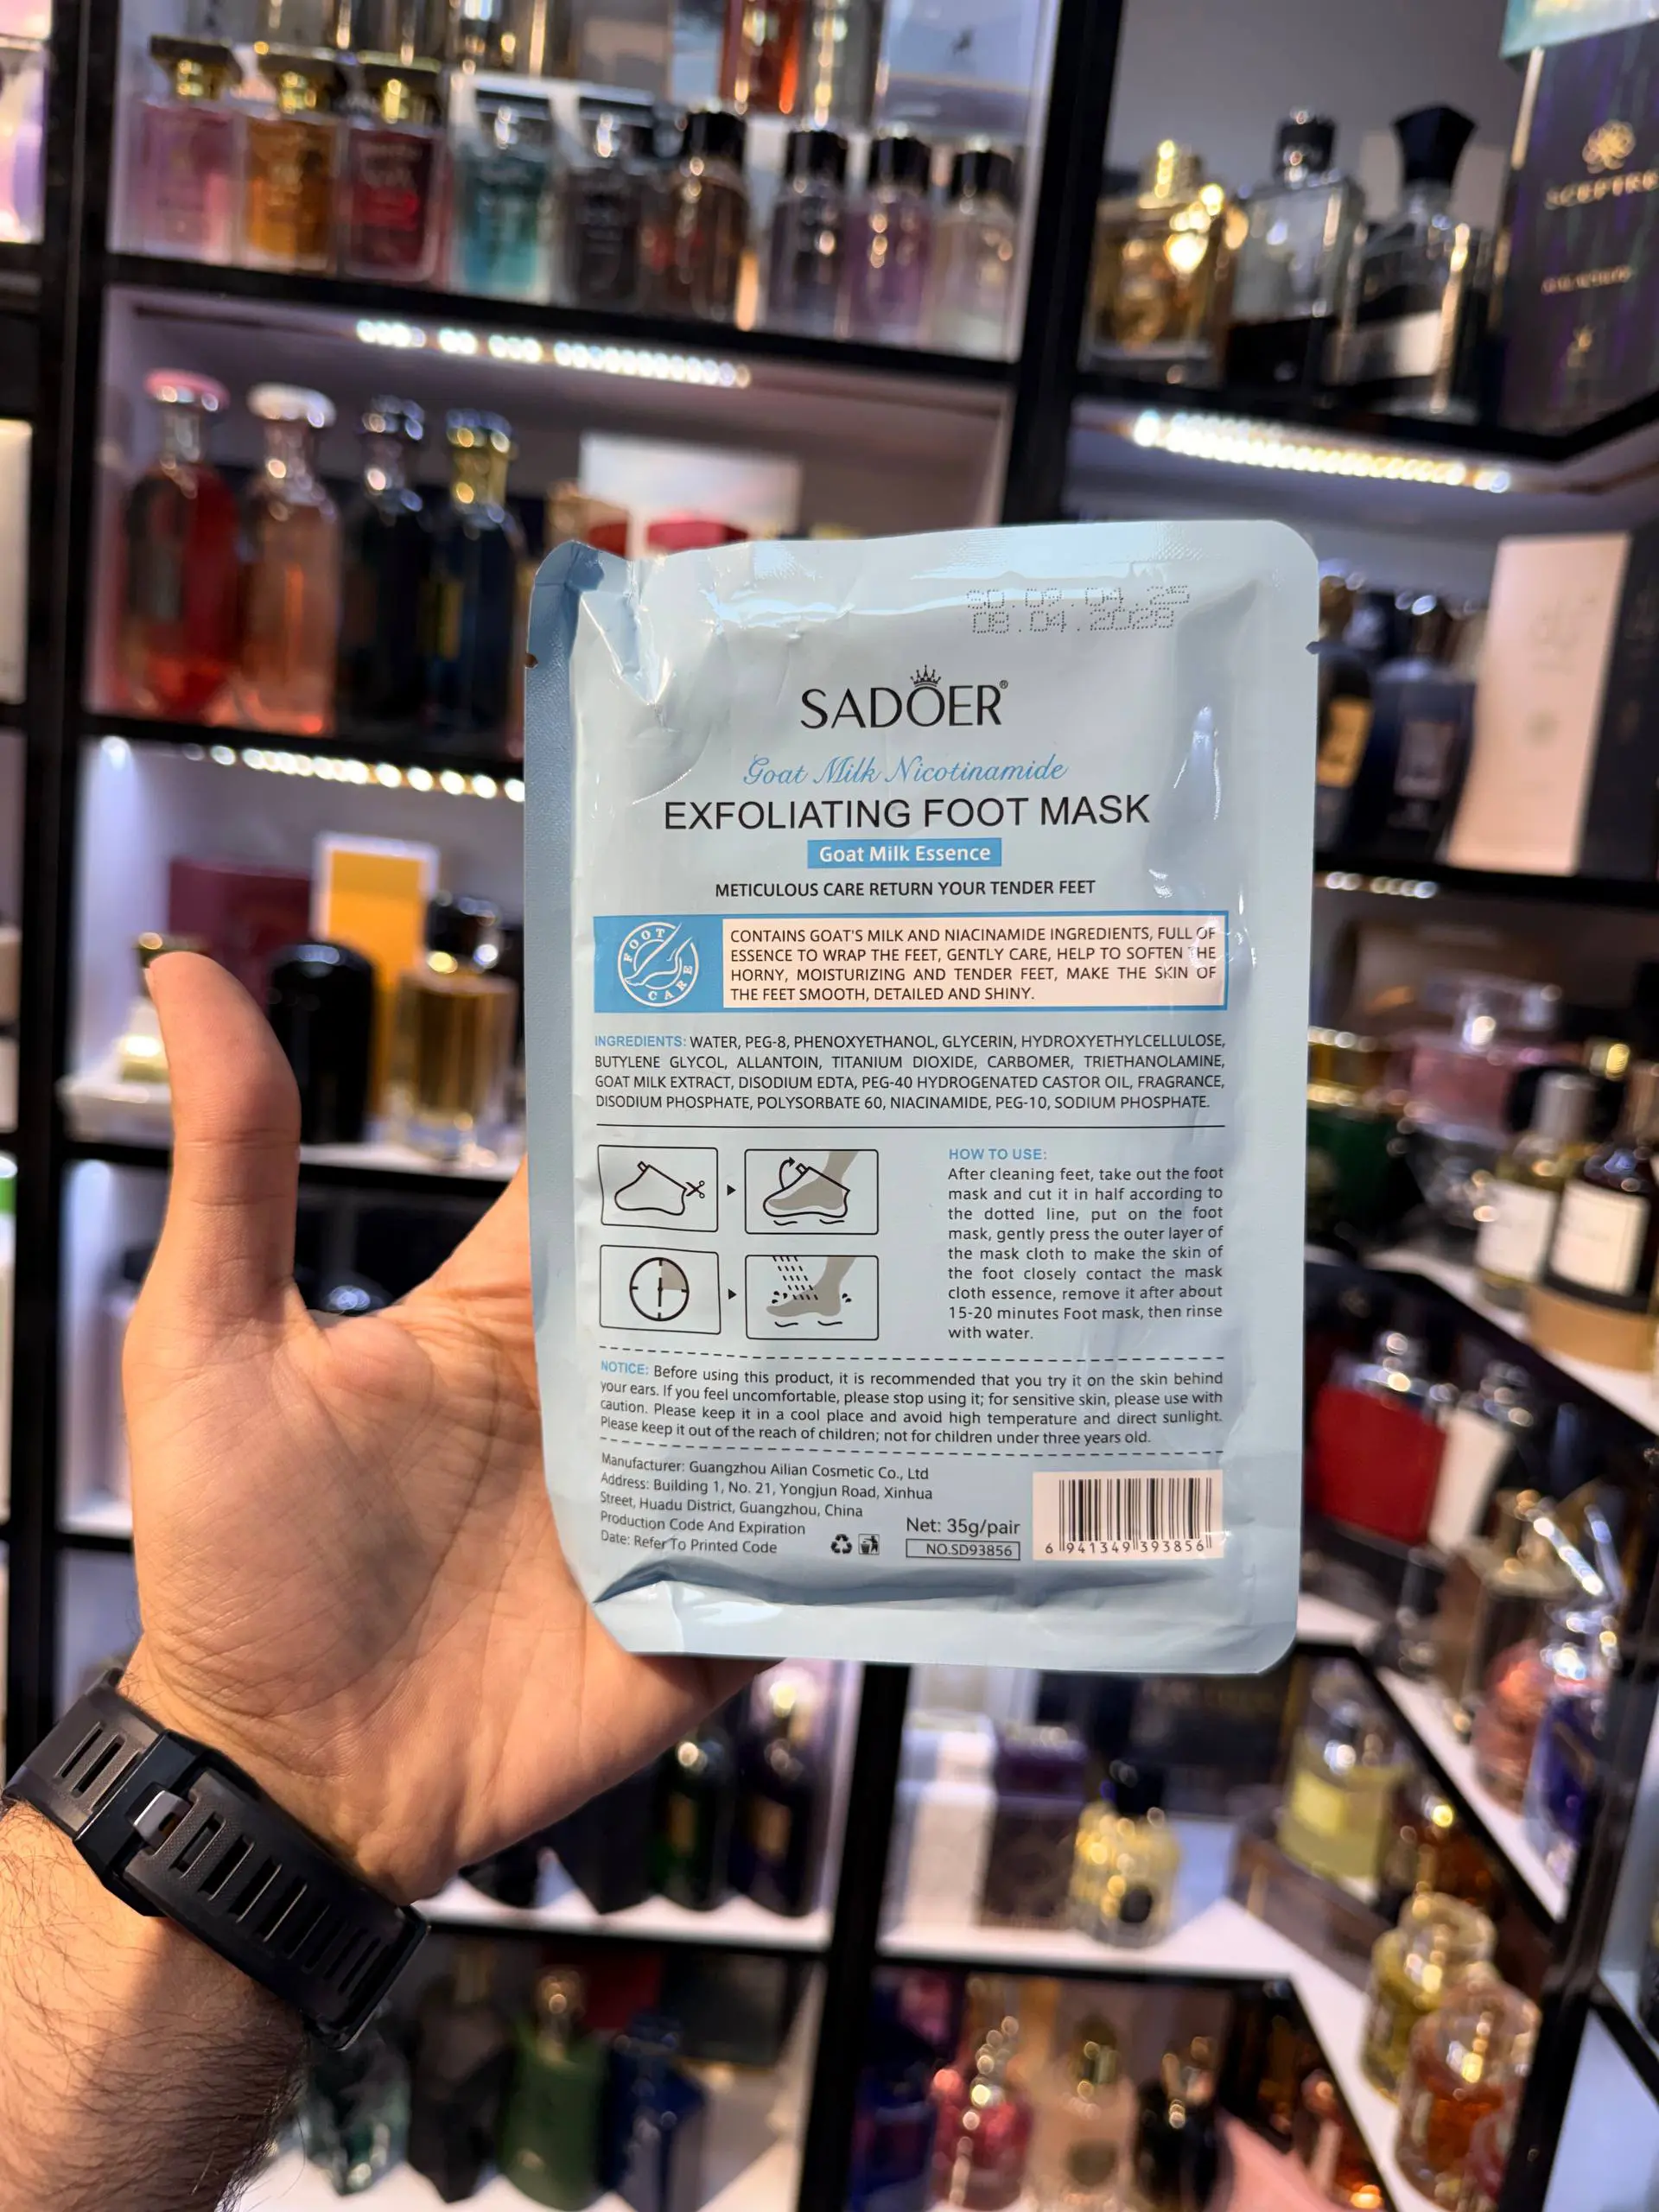 SCEPTRE
SD.09.04.25
08.04.2028
SADOER®
Goat Milk Nicotinamide
EXFOLIATING FOOT MASK
Goat Milk Essence
METICULOUS CARE RETURN YOUR TENDER FEET
FOOT CARE
CONTAINS GOAT'S MILK AND NIACINAMIDE INGREDIENTS, FULL OF
ESSENCE TO WRAP THE FEET, GENTLY CARE, HELP TO SOFTEN THE
HORNY, MOISTURIZING AND TENDER FEET, MAKE THE SKIN OF
THE FEET SMOOTH, DETAILED AND SHINY.
INGREDIENTS: WATER, PEG-8, PHENOXYETHANOL, GLYCERIN, HYDROXYETHYLCELLULOSE,
BUTYLENE GLYCOL, ALLANTOIN, TITANIUM DIOXIDE, CARBOMER, TRIETHANOLAMINE,
GOAT MILK EXTRACT, DISODIUM EDTA, PEG-40 HYDROGENATED CASTOR OIL, FRAGRANCE,
DISODIUM PHOSPHATE, POLYSORBATE 60, NIACINAMIDE, PEG-10, SODIUM PHOSPHATE.
HOW TO USE:
After cleaning feet, take out the foot
mask and cut it in half according to
the dotted line, put on the foot
mask, gently press the outer layer of
the mask cloth to make the skin of
the foot closely contact the mask
cloth essence, remove it after about
15-20 minutes Foot mask, then rinse
with water.
NOTICE: Before using this product, it is recommended that you try it on the skin behind
your ears. If you feel uncomfortable, please stop using it; for sensitive skin, please use with
caution. Please keep it in a cool place and avoid high temperature and direct sunlight.
Please keep it out of the reach of children; not for children under three years old.
Manufacturer: Guangzhou Ailian Cosmetic Co., Ltd
Address: Building 1, No. 21, Yongjun Road, Xinhua
Street, Huadu District, Guangzhou, China
Production Code And Expiration
Date: Refer To Printed Code
Net: 35g/pair
NO.SD93856
6 941349 393856